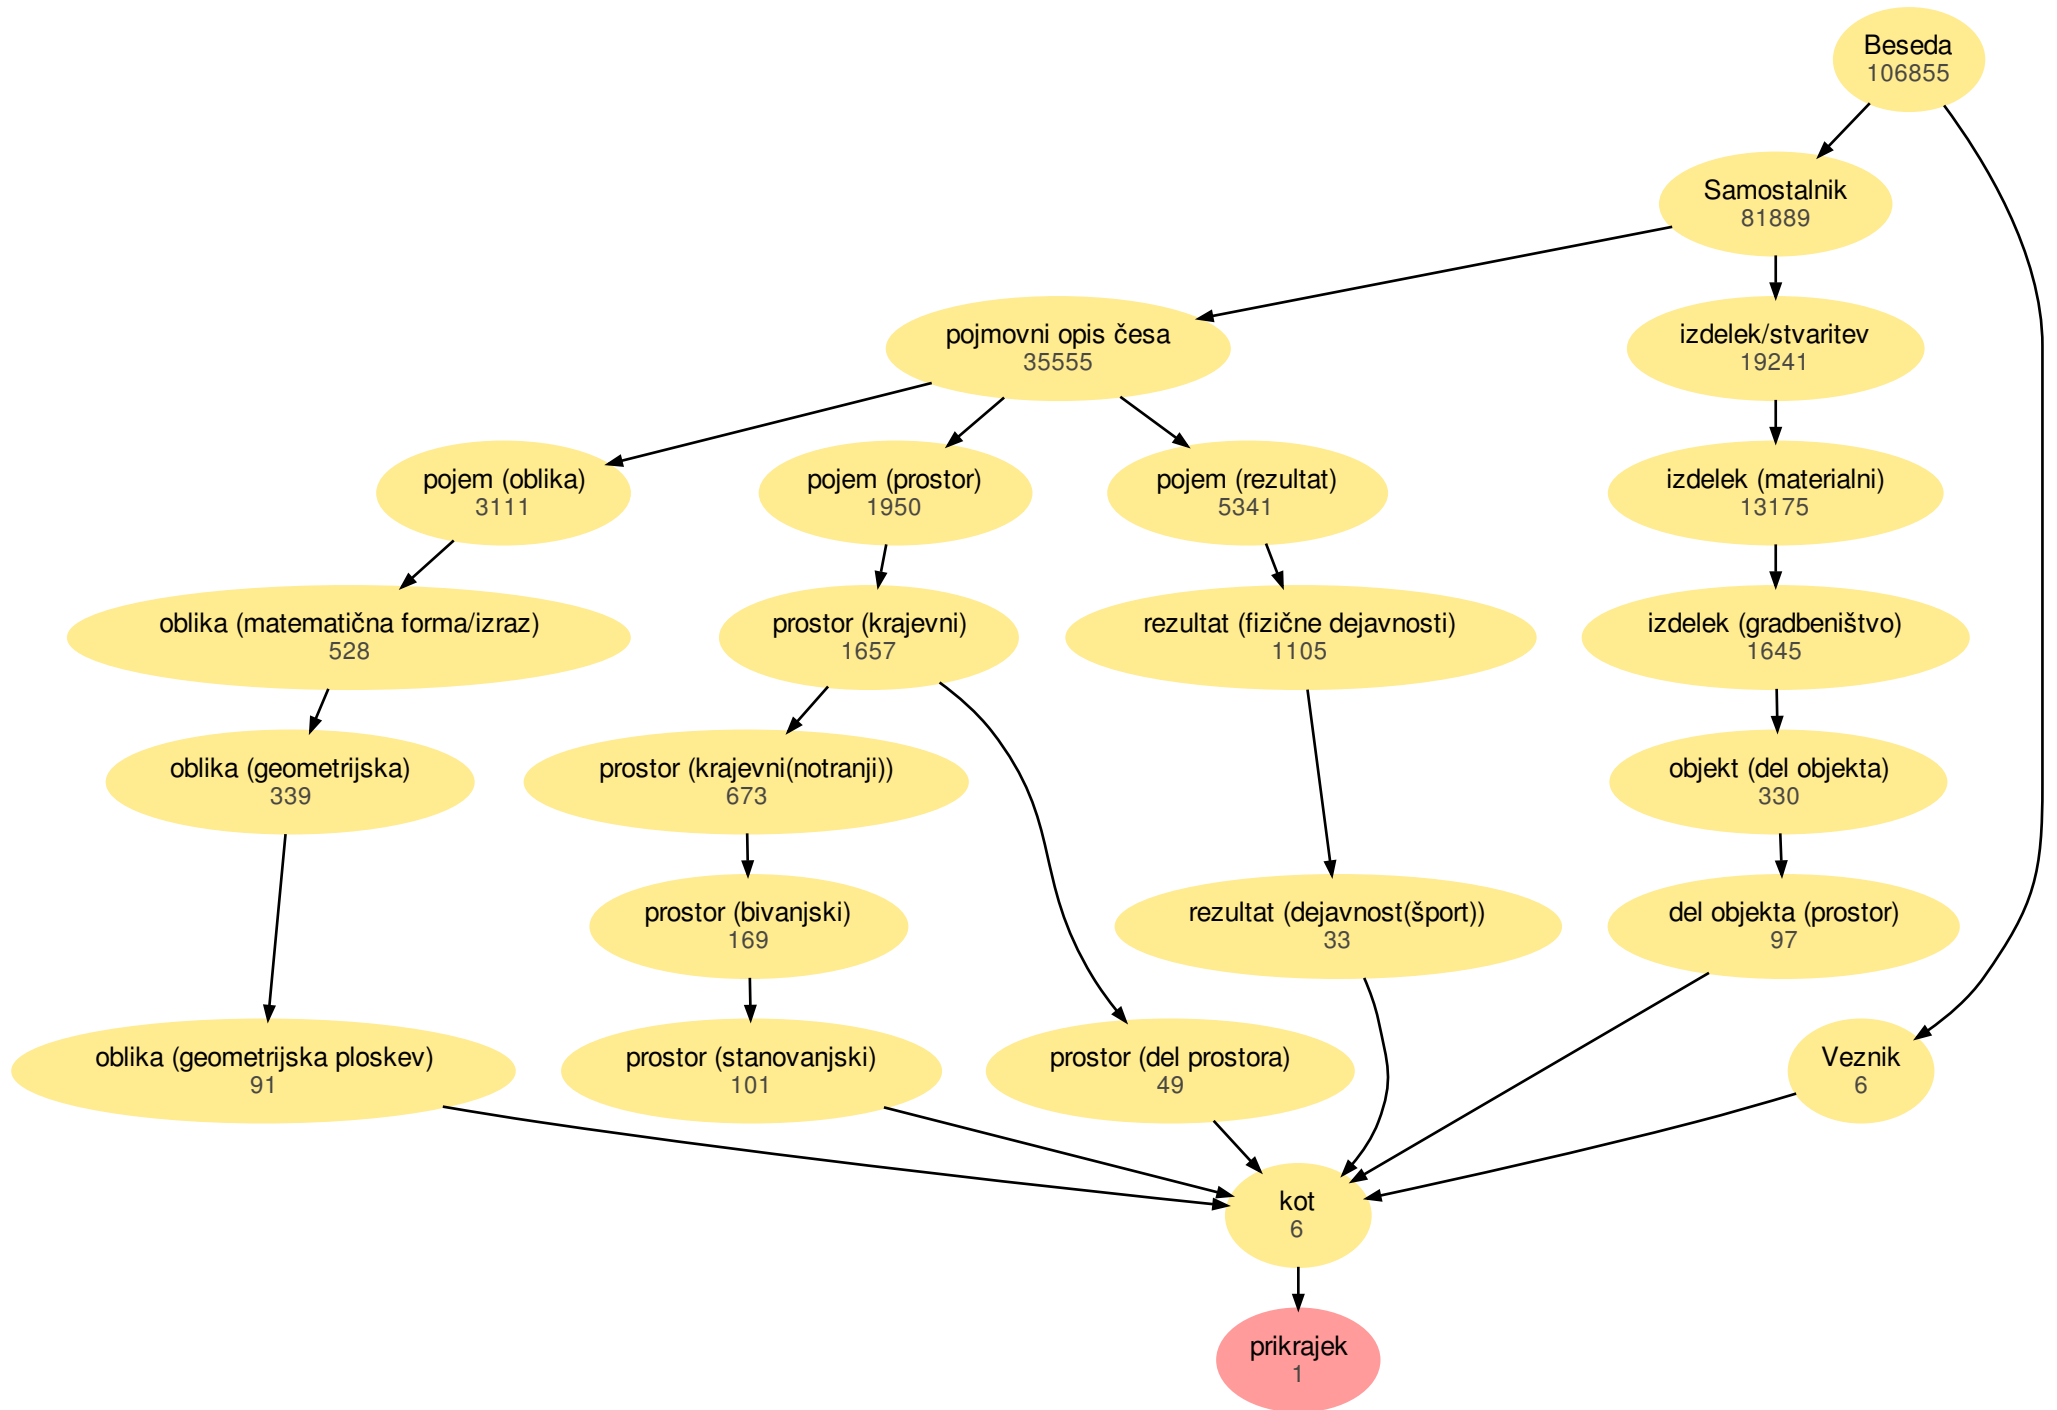 Beseda
106855
Samostalnik
81889
pojmovni opis česa
35555
izdelek/stvaritev
19241
pojem (oblika)
3111
pojem (prostor)
1950
pojem (rezultat)
5341
izdelek (materialni)
13175
oblika (matematična forma/izraz)
528
prostor (krajevni)
1657
rezultat (fizične dejavnosti)
1105
izdelek (gradbeništvo)
1645
oblika (geometrijska)
339
prostor (krajevni(notranji))
673
objekt (del objekta)
330
prostor (bivanjski)
169
rezultat (dejavnost(šport))
33
del objekta (prostor)
97
oblika (geometrijska ploskev)
91
prostor (stanovanjski)
101
prostor (del prostora)
49
Veznik
6
kot
6
prikrajek
1